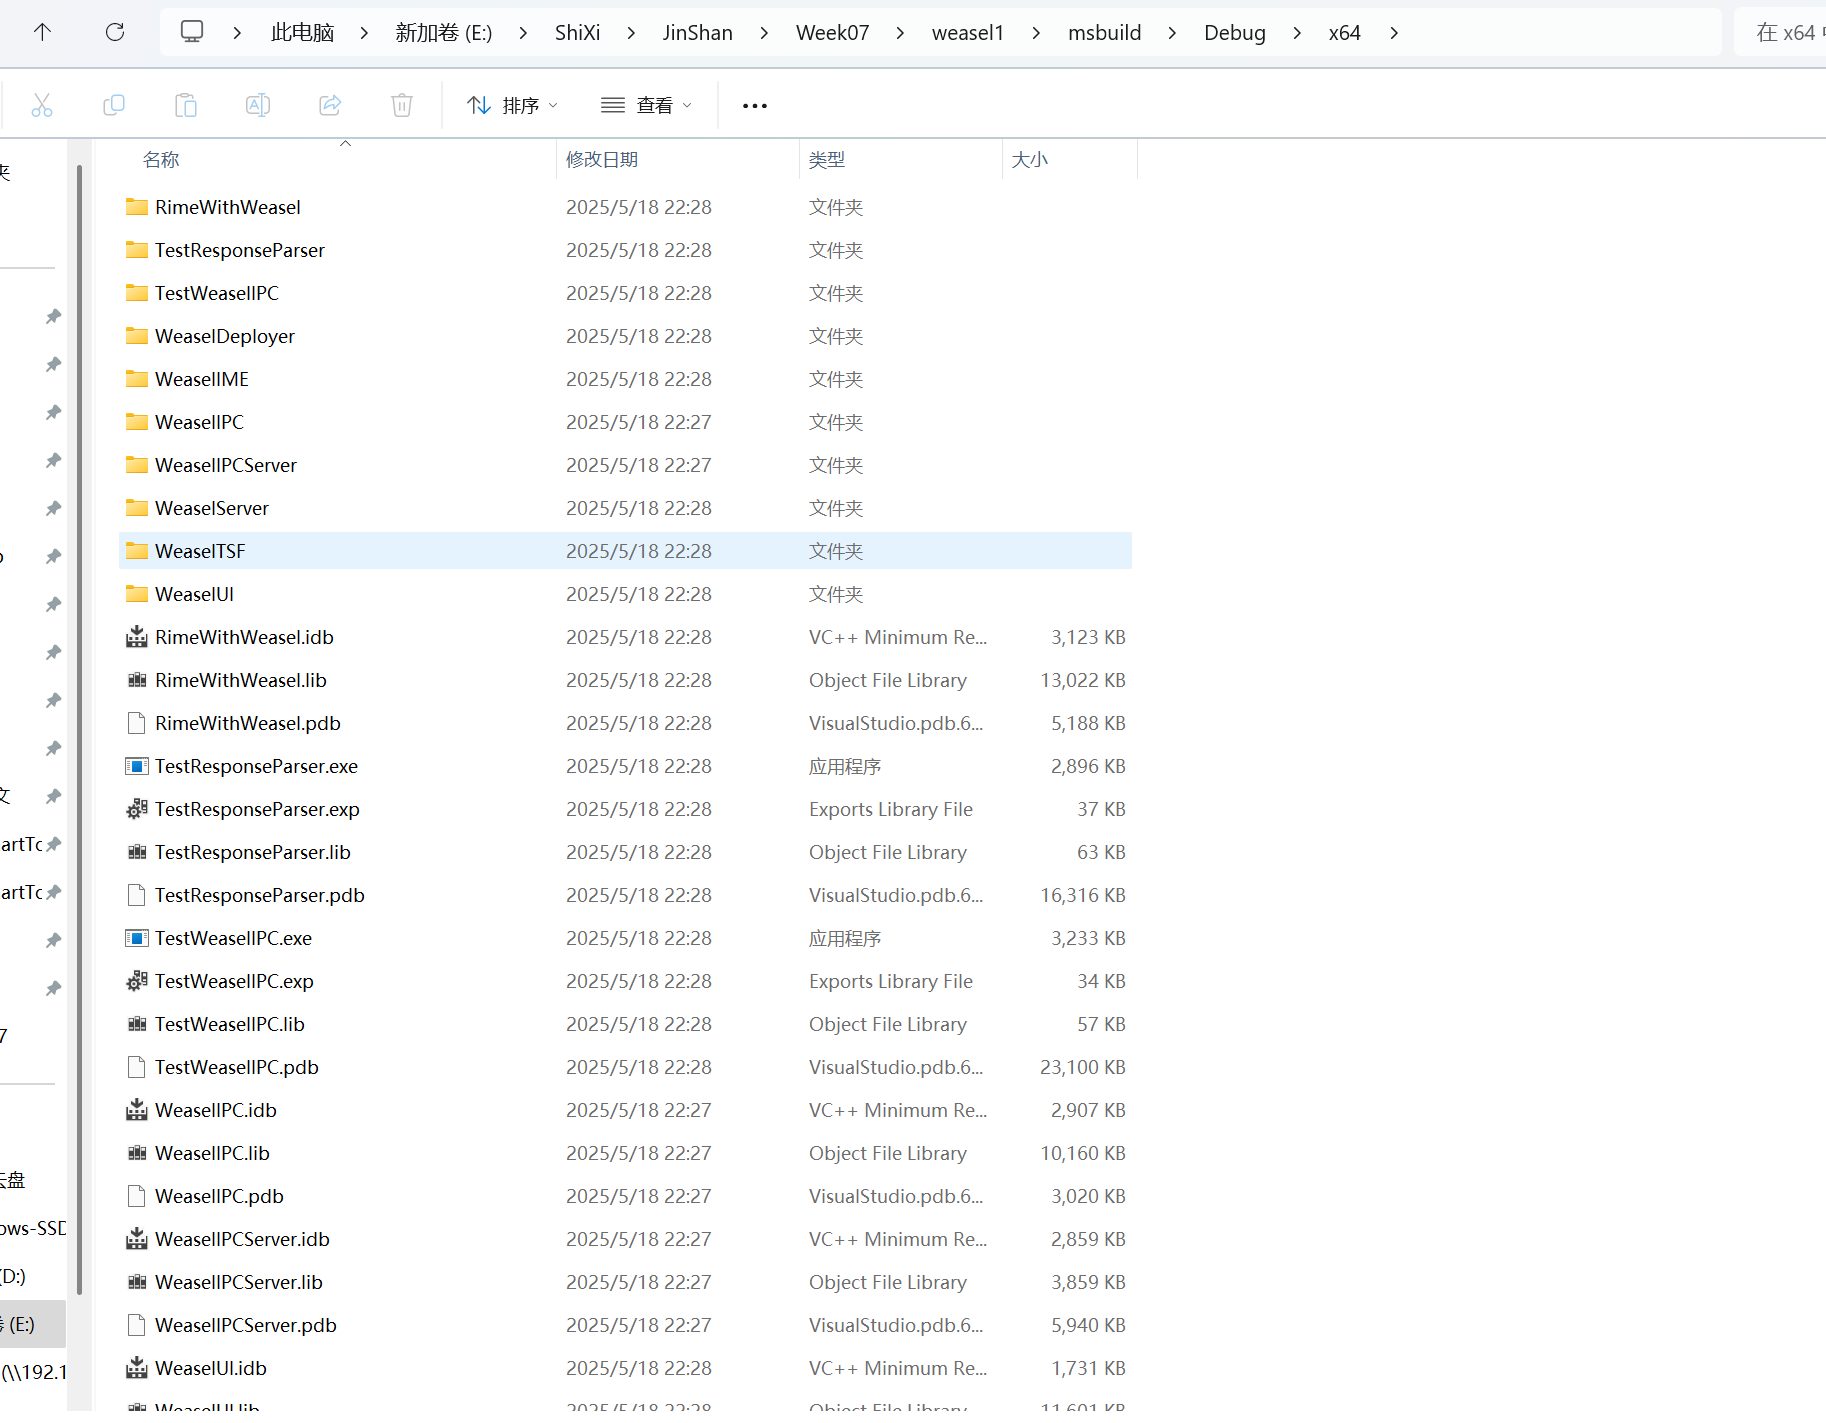 此电脑 新加卷 (E:) ShiXi JinShan Week07 weasel1 msbuild Debug x64
在 x64
排序 查看
名称 修改日期 类型 大小
RimeWithWeasel 2025/5/18 22:28 文件夹
TestResponseParser 2025/5/18 22:28 文件夹
TestWeaselIPC 2025/5/18 22:28 文件夹
WeaselDeployer 2025/5/18 22:28 文件夹
WeaselIME 2025/5/18 22:28 文件夹
WeaselIPC 2025/5/18 22:27 文件夹
WeaselIPCServer 2025/5/18 22:27 文件夹
WeaselServer 2025/5/18 22:28 文件夹
WeaselTSF 2025/5/18 22:28 文件夹
WeaselUI 2025/5/18 22:28 文件夹
RimeWithWeasel.idb 2025/5/18 22:28 VC++ Minimum Re... 3,123 KB
RimeWithWeasel.lib 2025/5/18 22:28 Object File Library 13,022 KB
RimeWithWeasel.pdb 2025/5/18 22:28 VisualStudio.pdb.6... 5,188 KB
TestResponseParser.exe 2025/5/18 22:28 应用程序 2,896 KB
TestResponseParser.exp 2025/5/18 22:28 Exports Library File 37 KB
TestResponseParser.lib 2025/5/18 22:28 Object File Library 63 KB
TestResponseParser.pdb 2025/5/18 22:28 VisualStudio.pdb.6... 16,316 KB
TestWeaselIPC.exe 2025/5/18 22:28 应用程序 3,233 KB
TestWeaselIPC.exp 2025/5/18 22:28 Exports Library File 34 KB
TestWeaselIPC.lib 2025/5/18 22:28 Object File Library 57 KB
TestWeaselIPC.pdb 2025/5/18 22:28 VisualStudio.pdb.6... 23,100 KB
WeaselIPC.idb 2025/5/18 22:27 VC++ Minimum Re... 2,907 KB
WeaselIPC.lib 2025/5/18 22:27 Object File Library 10,160 KB
WeaselIPC.pdb 2025/5/18 22:27 VisualStudio.pdb.6... 3,020 KB
WeaselIPCServer.idb 2025/5/18 22:27 VC++ Minimum Re... 2,859 KB
WeaselIPCServer.lib 2025/5/18 22:27 Object File Library 3,859 KB
WeaselIPCServer.pdb 2025/5/18 22:27 VisualStudio.pdb.6... 5,940 KB
WeaselUI.idb 2025/5/18 22:28 VC++ Minimum Re... 1,731 KB
WeaselUI.lib 2025/5/18 22:28 Object File Library 11,601 KB
文
artTo
artTo
7
云盘
ows-SSD
(D:)
(E:)
(\\192.1